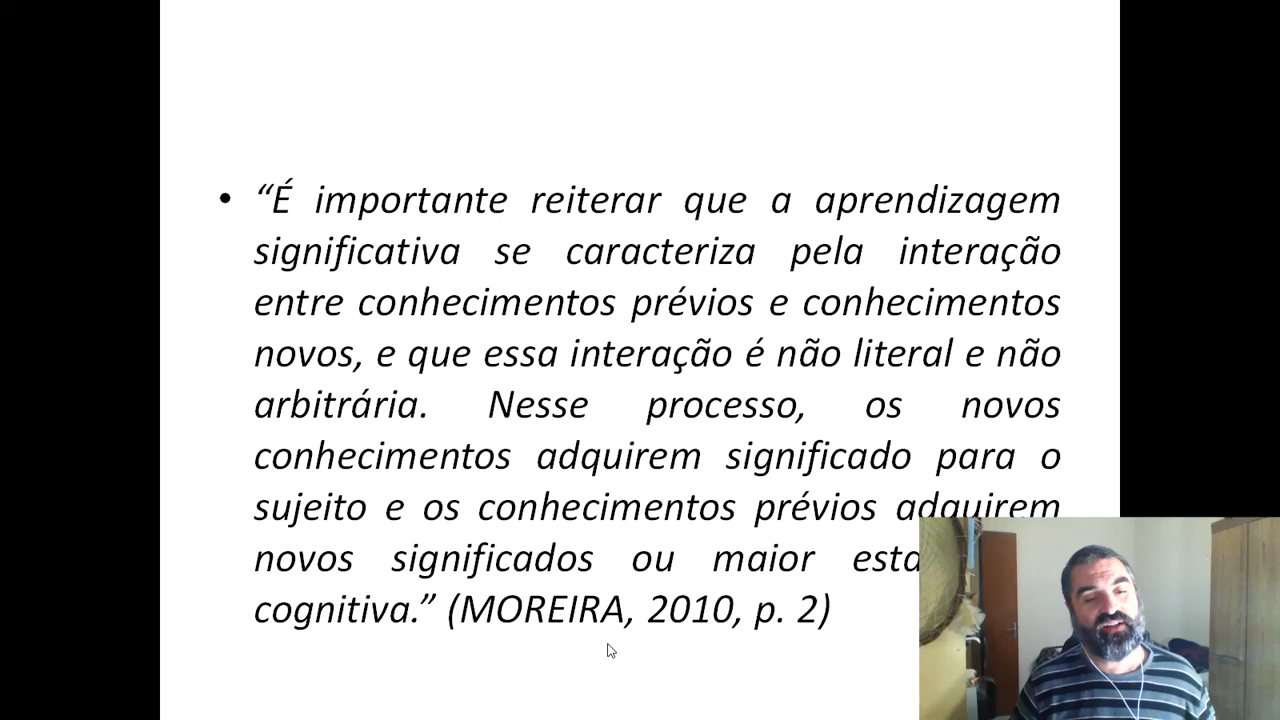 • “É importante reiterar que a aprendizagem
significativa se caracteriza pela interação
entre conhecimentos prévios e conhecimentos
novos, e que essa interação é não literal e não
arbitrária. Nesse processo, os novos
conhecimentos adquirem significado para o
sujeito e os conhecimentos prévios adquirem
novos significados ou maior
cognitiva.” (MOREIRA, 2010, p. 2)